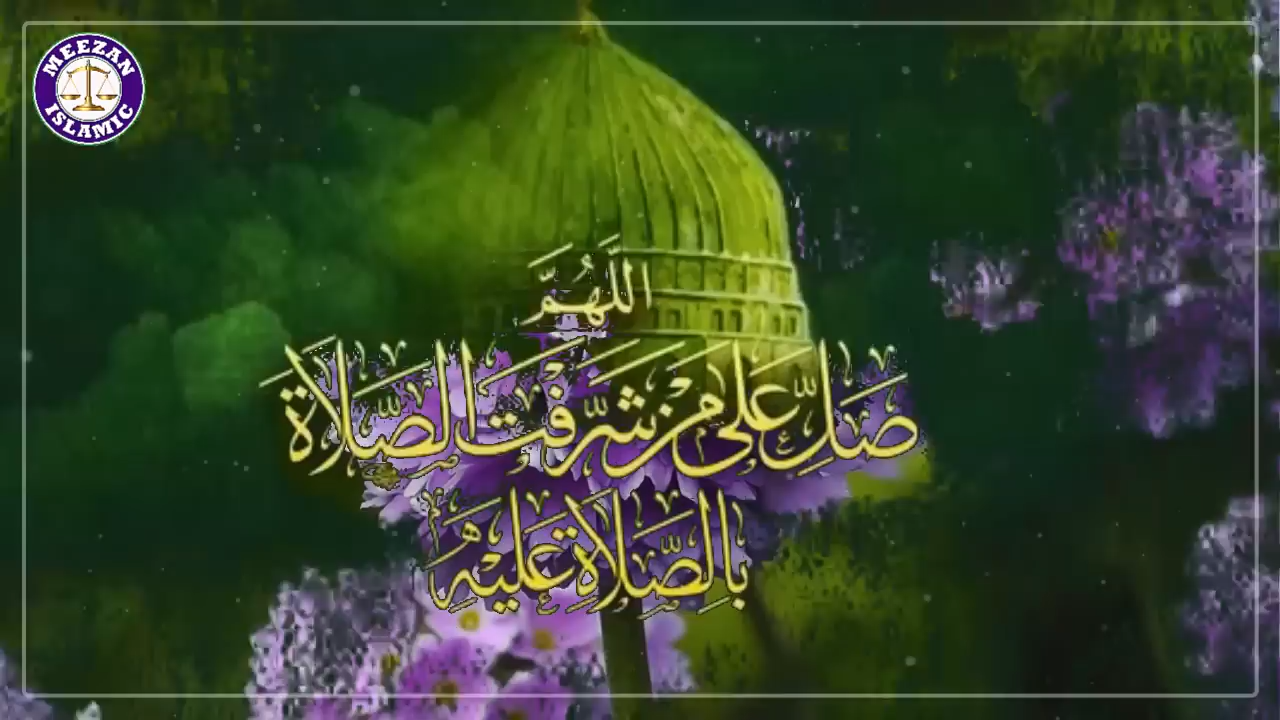 MEEZAN
ISLAMIC
اللَّهُمَّ
صَلِّ عَلَى مَنْ شَرَّفْتَ الصَّلَاةَ
بِالصَّلَاةِ عَلَيْهِ